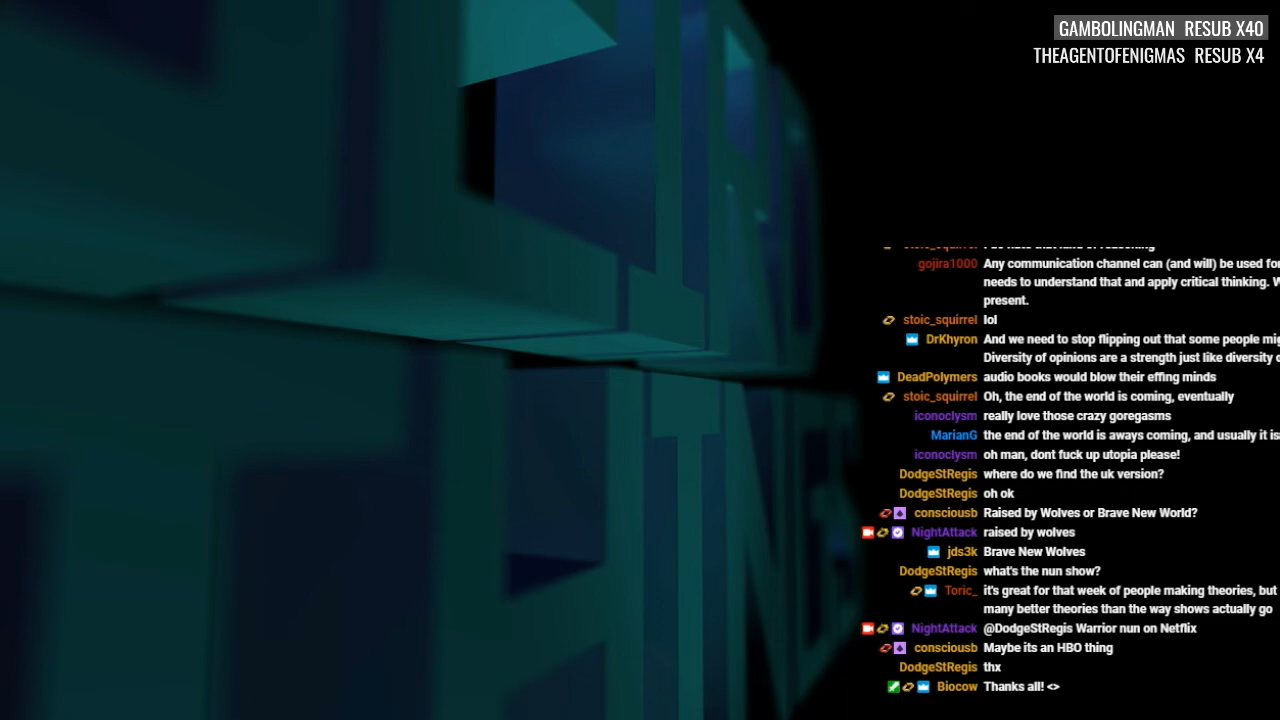 GAMBOLINGMAN RESUB X40
THEAGENTOFENIGMAS RESUB X4
gojira1000 Any communication channel can (and will) be used for
needs to understand that and apply critical thinking. W
present.
stoic_squirrel lol
DrKhyron And we need to stop flipping out that some people mig
Diversity of opinions are a strength just like diversity o
DeadPolymers audio books would blow their effing minds
stoic_squirrel Oh, the end of the world is coming, eventually
iconoclysm really love those crazy goregasms
MarianG the end of the world is aways coming, and usually it is
iconoclysm oh man, dont fuck up utopia please!
DodgeStRegis where do we find the uk version?
DodgeStRegis oh ok
consciousb Raised by Wolves or Brave New World?
NightAttack raised by wolves
jds3k Brave New Wolves
DodgeStRegis what's the nun show?
Toric_ it's great for that week of people making theories, but
many better theories than the way shows actually go
NightAttack @DodgeStRegis Warrior nun on Netflix
consciousb Maybe its an HBO thing
DodgeStRegis thx
Biocow Thanks all! <>